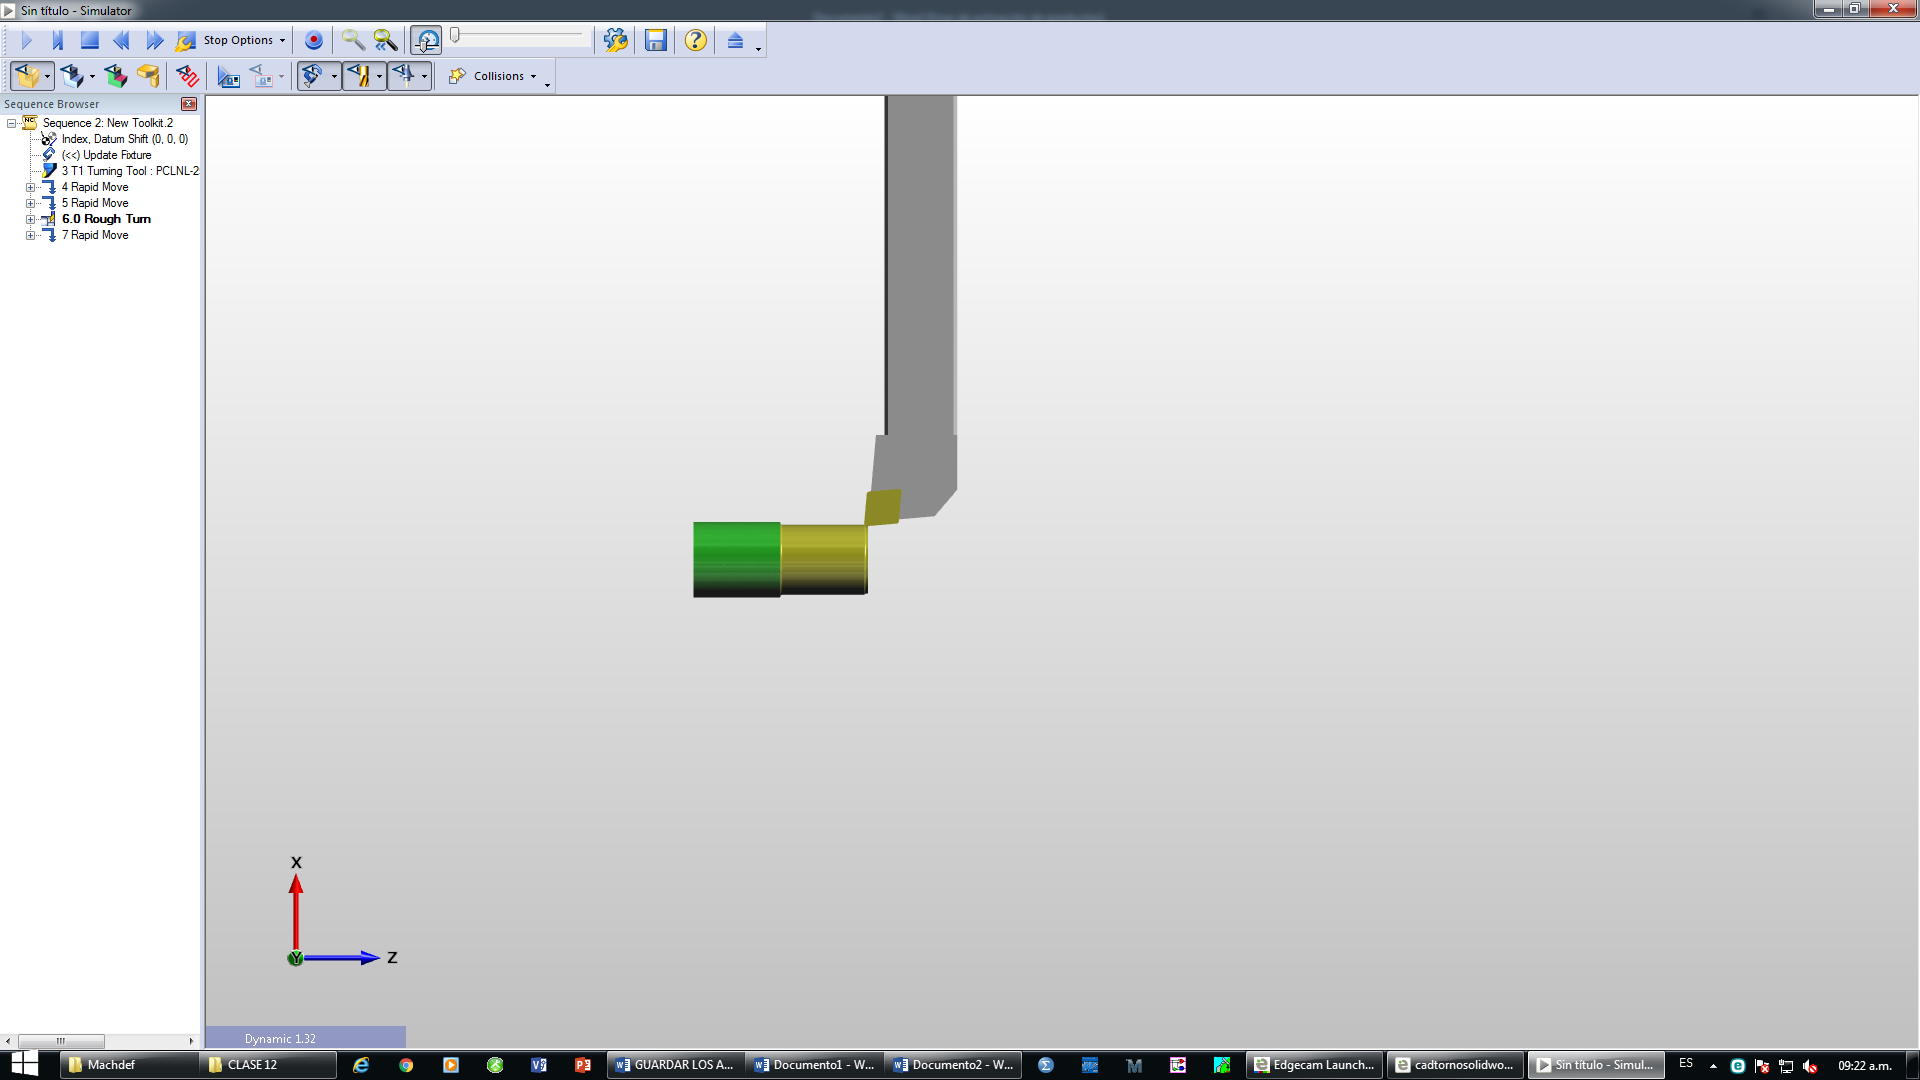 Sin título - Simulator
Stop Options
Collisions
Sequence Browser
Sequence 2: New Toolkit.2
Index, Datum Shift (0, 0, 0)
(<<) Update Fixture
3 T1 Turning Tool : PCLNL-2
4 Rapid Move
5 Rapid Move
6.0 Rough Turn
7 Rapid Move
X
Y
Z
Dynamic 1.32
Machdef
CLASE 12
GUARDAR LOS A...
Documento1 - W...
Documento2 - W...
Edgecam Launch...
cadtornosolidwo...
Sin título - Simul...
ES
09:22 a.m.